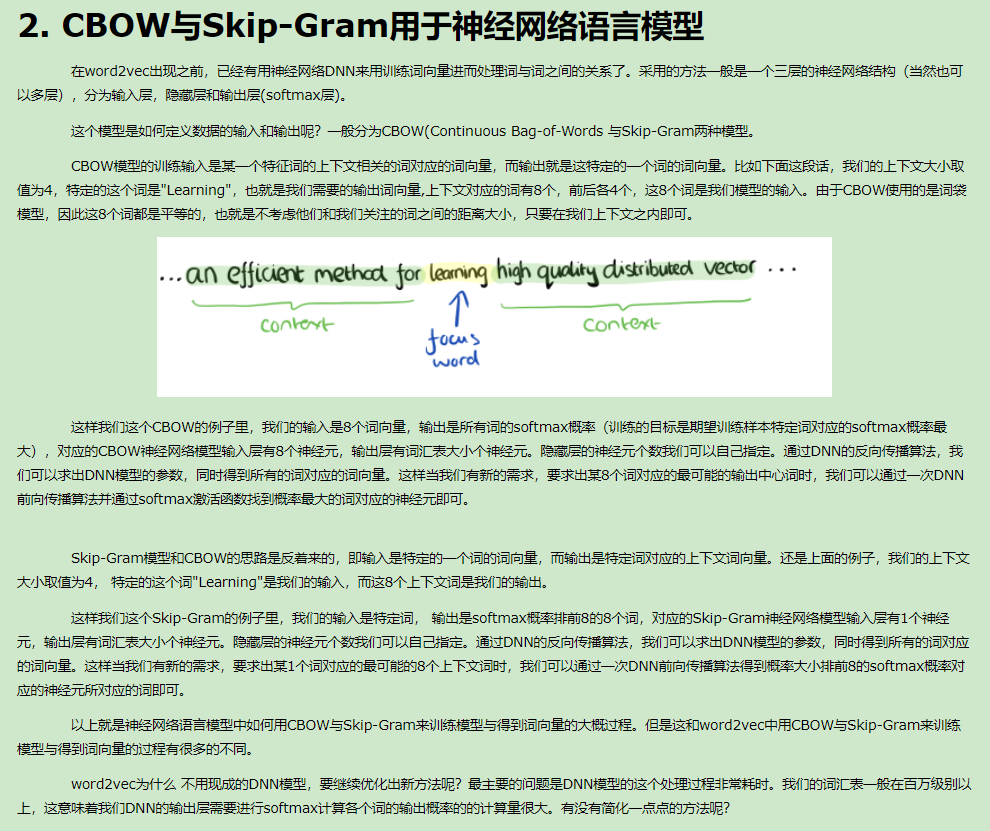 2. CBOW与Skip-Gram用于神经网络语言模型
在word2vec出现之前，已经有用神经网络DNN来用训练词向量进而处理词与词之间的关系了。采用的方法一般是一个三层的神经网络结构（当然也可
以多层），分为输入层，隐藏层和输出层(softmax层)。
这个模型是如何定义数据的输入和输出呢？一般分为CBOW(Continuous Bag-of-Words 与Skip-Gram两种模型。
CBOW模型的训练输入是某一个特征词的上下文相关的词对应的词向量，而输出就是这特定的一个词的词向量。比如下面这段话，我们的上下文大小取
值为4，特定的这个词是"Learning"，也就是我们需要的输出词向量,上下文对应的词有8个，前后各4个，这8个词是我们模型的输入。由于CBOW使用的是词袋
模型，因此这8个词都是平等的，也就是不考虑他们和我们关注的词之间的距离大小，只要在我们上下文之内即可。
...an efficient method for learning high quality distributed vector ...
context
context
focus
word
这样我们这个CBOW的例子里，我们的输入是8个词向量，输出是所有词的softmax概率（训练的目标是期望训练样本特定词对应的softmax概率最
大），对应的CBOW神经网络模型输入层有8个神经元，输出层有词汇表大小个神经元。隐藏层的神经元个数我们可以自己指定。通过DNN的反向传播算法，我
们可以求出DNN模型的参数，同时得到所有的词对应的词向量。这样当我们有新的需求，要求出某8个词对应的最可能的输出中心词时，我们可以通过一次DNN
前向传播算法并通过softmax激活函数找到概率最大的词对应的神经元即可。
Skip-Gram模型和CBOW的思路是反着来的，即输入是特定的一个词的词向量，而输出是特定词对应的上下文词向量。还是上面的例子，我们的上下文
大小取值为4， 特定的这个词"Learning"是我们的输入，而这8个上下文词是我们的输出。
这样我们这个Skip-Gram的例子里，我们的输入是特定词， 输出是softmax概率排前8的8个词，对应的Skip-Gram神经网络模型输入层有1个神经
元，输出层有词汇表大小个神经元。隐藏层的神经元个数我们可以自己指定。通过DNN的反向传播算法，我们可以求出DNN模型的参数，同时得到所有的词对应
的词向量。这样当我们有新的需求，要求出某1个词对应的最可能的8个上下文词时，我们可以通过一次DNN前向传播算法得到概率大小排前8的softmax概率对
应的神经元所对应的词即可。
以上就是神经网络语言模型中如何用CBOW与Skip-Gram来训练模型与得到词向量的大概过程。但是这和word2vec中用CBOW与Skip-Gram来训练
模型与得到词向量的过程有很多的不同。
word2vec为什么 不用现成的DNN模型，要继续优化出新方法呢？最主要的问题是DNN模型的这个处理过程非常耗时。我们的词汇表一般在百万级别以
上，这意味着我们DNN的输出层需要进行softmax计算各个词的输出概率的的计算量很大。有没有简化一点点的方法呢？